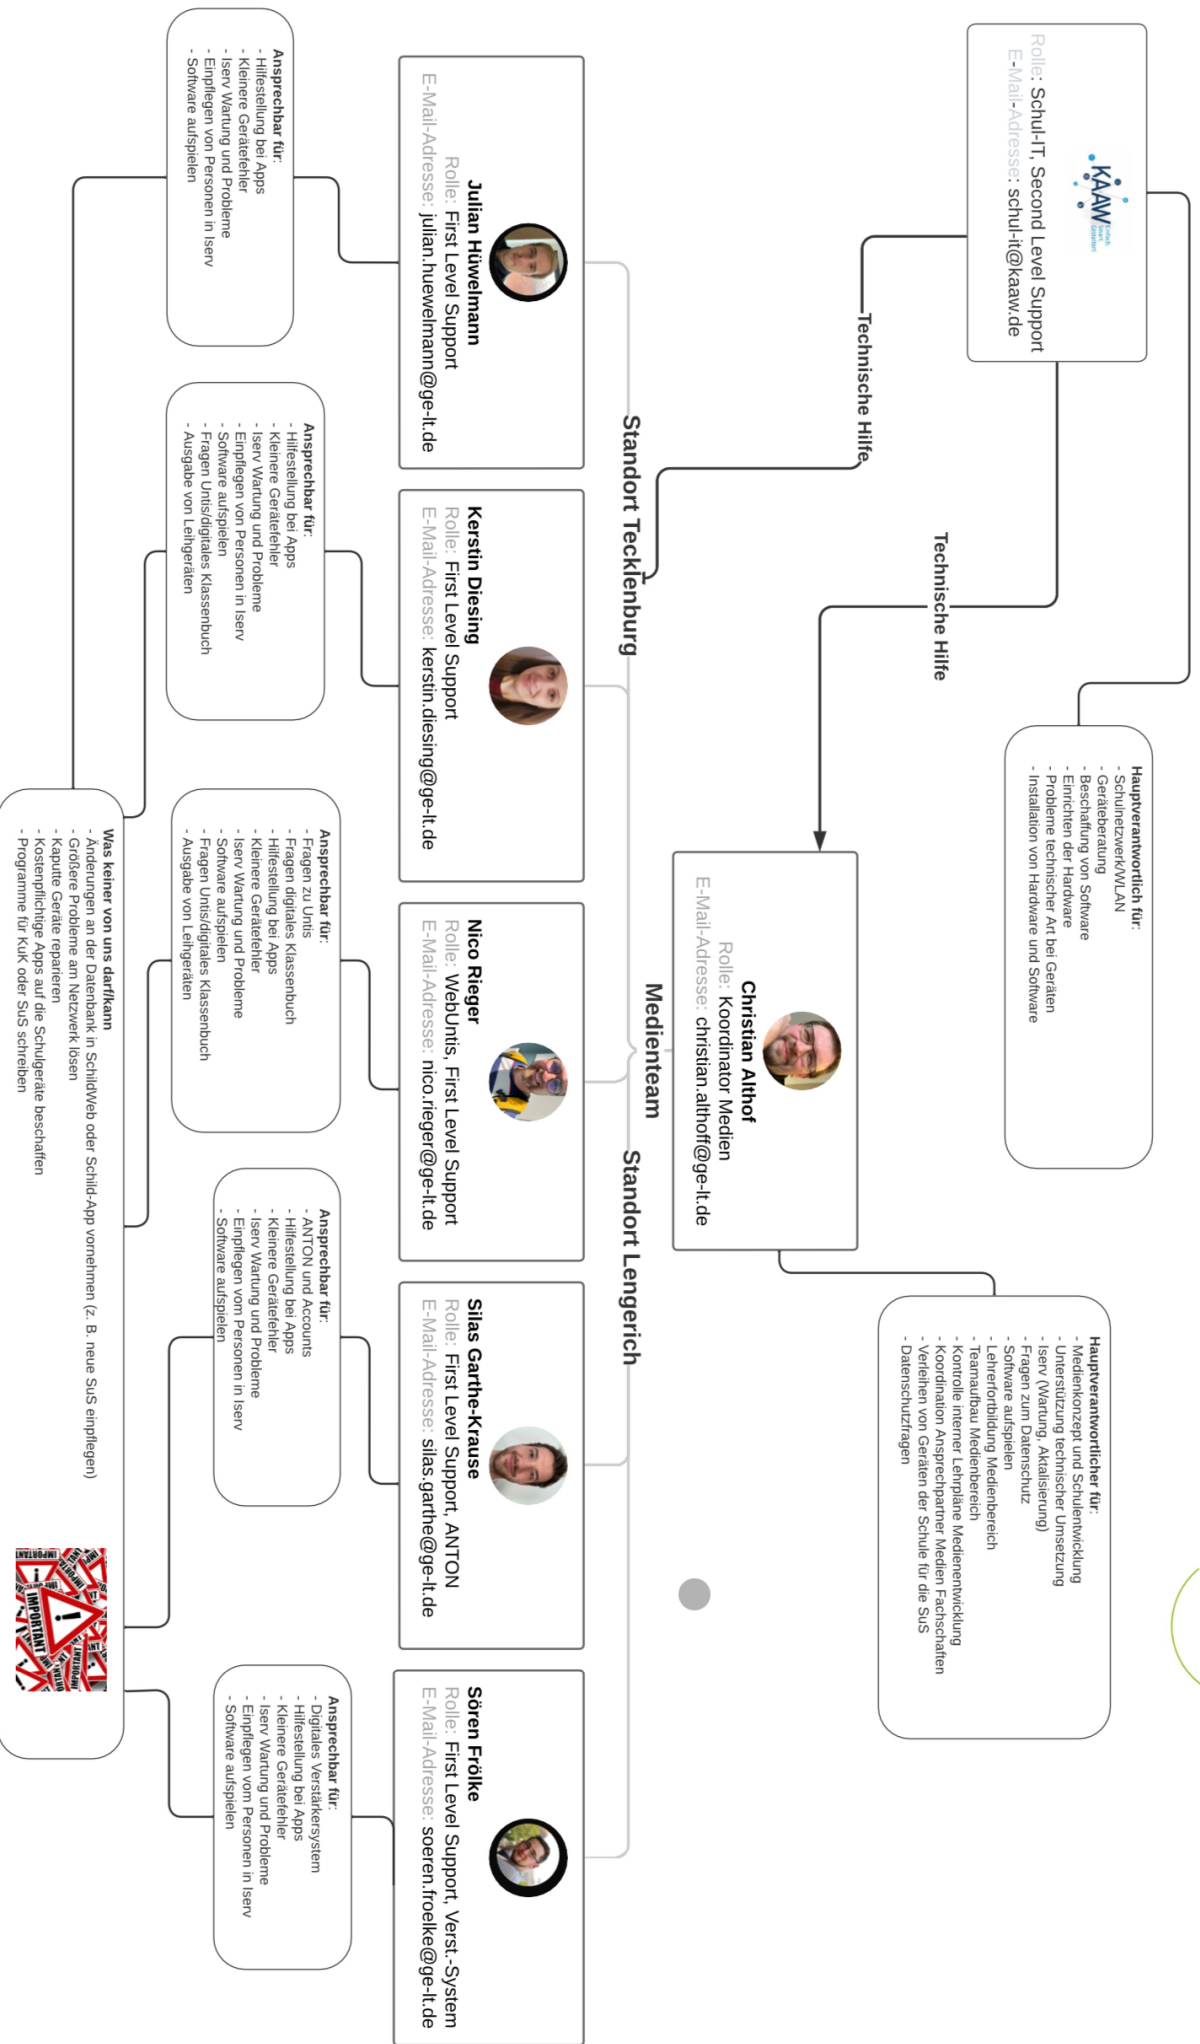 KAAW
Einfach.
Smart.
Gestalten.
Rolle: Schul-IT, Second Level Support
E-Mail-Adresse: schul-it@kaaw.de
Hauptverantwortlich für:
- Schulnetzwerk/WLAN
- Geräteberatung
- Beschaffung von Software
- Einrichten der Hardware
- Probleme technischer Art bei Geräten
- Installation von Hardware und Software
Technische Hilfe
Technische Hilfe
Christian Althof
Rolle: Koordinator Medien
E-Mail-Adresse: christian.althoff@ge-lt.de
Hauptverantwortlicher für:
- Medienkonzept und Schulentwicklung
- Unterstützung technischer Umsetzung
- Iserv (Wartung, Aktalisierung)
- Fragen zum Datenschutz
- Software aufspielen
- Lehrerfortbildung Medienbereich
- Teamaufbau Medienbereich
- Kontrolle interner Lehrpläne Medienentwicklung
- Koordination Ansprechpartner Medien Fachschaften
- Verleihen von Geräten der Schule für die SuS
- Datenschutzfragen
Standort Tecklenburg
Medienteam
Standort Lengerich
Julian Hüwelmann
Rolle: First Level Support
E-Mail-Adresse: julian.huewelmann@ge-lt.de
Kerstin Diesing
Rolle: First Level Support
E-Mail-Adresse: kerstin.diesing@ge-lt.de
Nico Rieger
Rolle: WebUntis, First Level Support
E-Mail-Adresse: nico.rieger@ge-lt.de
Silas Garthe-Krause
Rolle: First Level Support, ANTON
E-Mail-Adresse: silas.garthe@ge-lt.de
Sören Frölke
Rolle: First Level Support, Verst.-System
E-Mail-Adresse: soeren.froelke@ge-lt.de
Ansprechbar für:
- Hilfestellung bei Apps
- Kleinere Gerätefehler
- Iserv Wartung und Probleme
- Einpflegen von Personen in Iserv
- Software aufspielen
Ansprechbar für:
- Hilfestellung bei Apps
- Kleinere Gerätefehler
- Iserv Wartung und Probleme
- Einpflegen von Personen in Iserv
- Software aufspielen
- Fragen Untis/digitales Klassenbuch
- Ausgabe von Leihgeräten
Ansprechbar für:
- Fragen zu Untis
- Fragen digitales Klassenbuch
- Hilfestellung bei Apps
- Kleinere Gerätefehler
- Iserv Wartung und Probleme
- Software aufspielen
- Fragen Untis/digitales Klassenbuch
- Ausgabe von Leihgeräten
Ansprechbar für:
- ANTON und Accounts
- Hilfestellung bei Apps
- Kleinere Gerätefehler
- Iserv Wartung und Probleme
- Einpflegen vom Personen in Iserv
- Software aufspielen
Ansprechbar für:
- Digitales Verstärkersystem
- Hilfestellung bei Apps
- Kleinere Gerätefehler
- Iserv Wartung und Probleme
- Einpflegen vom Personen in Iserv
- Software aufspielen
Was keiner von uns darf/kann
- Änderungen an der Datenbank in SchildWeb oder Schild-App vornehmen (z. B. neue SuS einpflegen)
- Größere Probleme am Netzwerk lösen
- Kaputte Geräte reparieren
- Kostenpflichtige Apps auf die Schulgeräte beschaffen
- Programme für KuK oder SuS schreiben
IMPORTANT